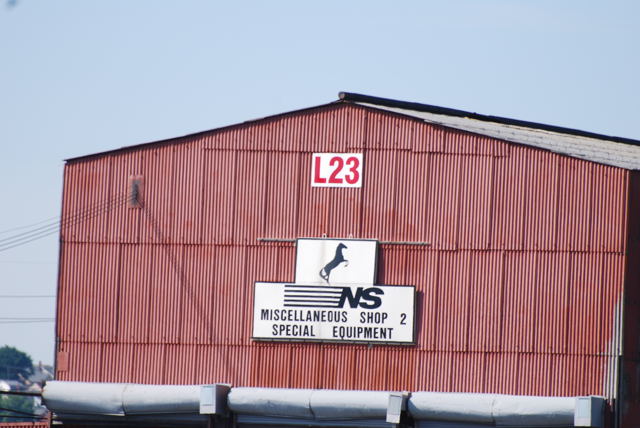 L23
NS
MISCELLANEOUS SHOP 2
SPECIAL EQUIPMENT